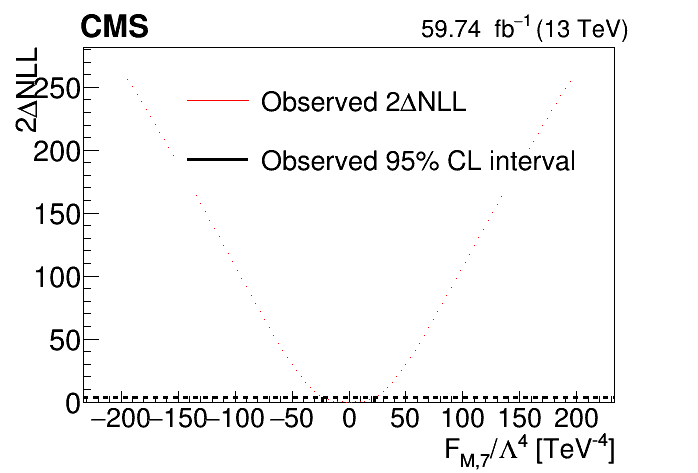 CMS 59.74 fb⁻¹ (13 TeV)
2ΔNLL
250
200
150
100
50
0
Observed 2ΔNLL
Observed 95% CL interval
−200 −150 −100 −50 0 50 100 150 200
F_{M,7}/Λ⁴ [TeV⁻⁴]